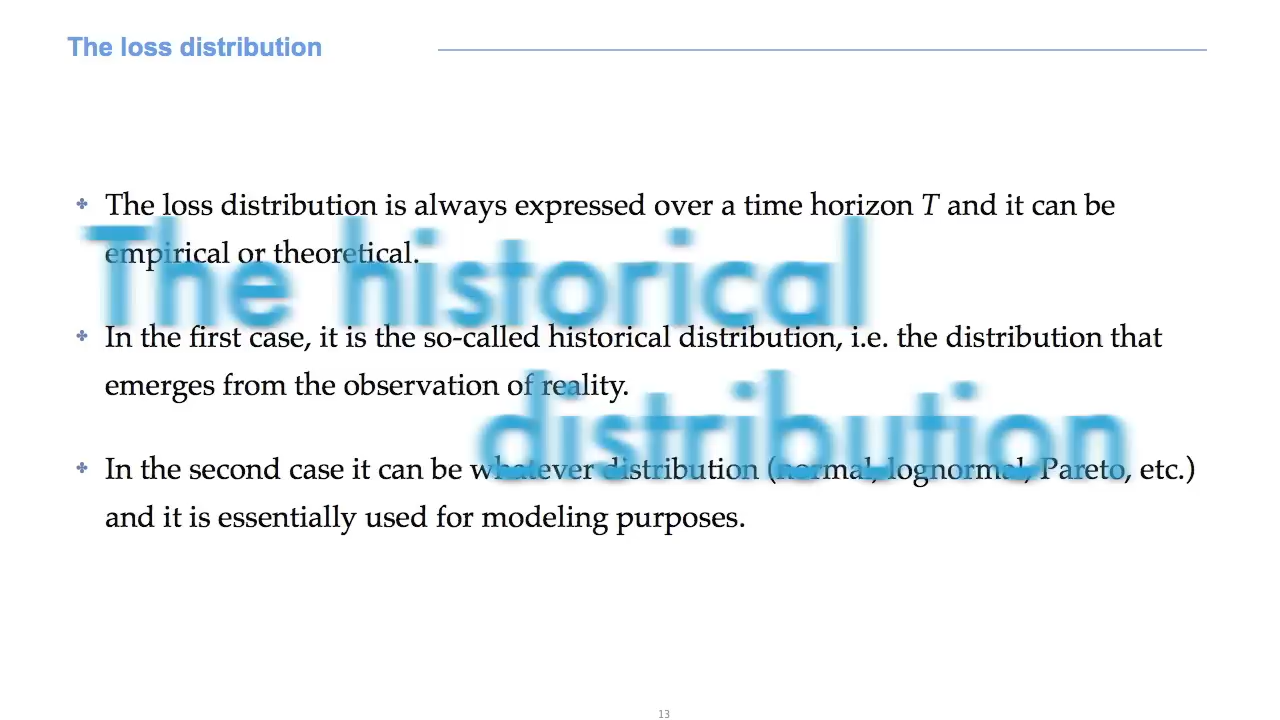 The loss distribution
The loss distribution is always expressed over a time horizon T and it can be
empirical or theoretical.
The historical
In the first case, it is the so-called historical distribution, i.e. the distribution that
emerges from the observation of reality.
distribution
In the second case it can be whatever distribution (normal, lognormal, Pareto, etc.)
and it is essentially used for modeling purposes.
13